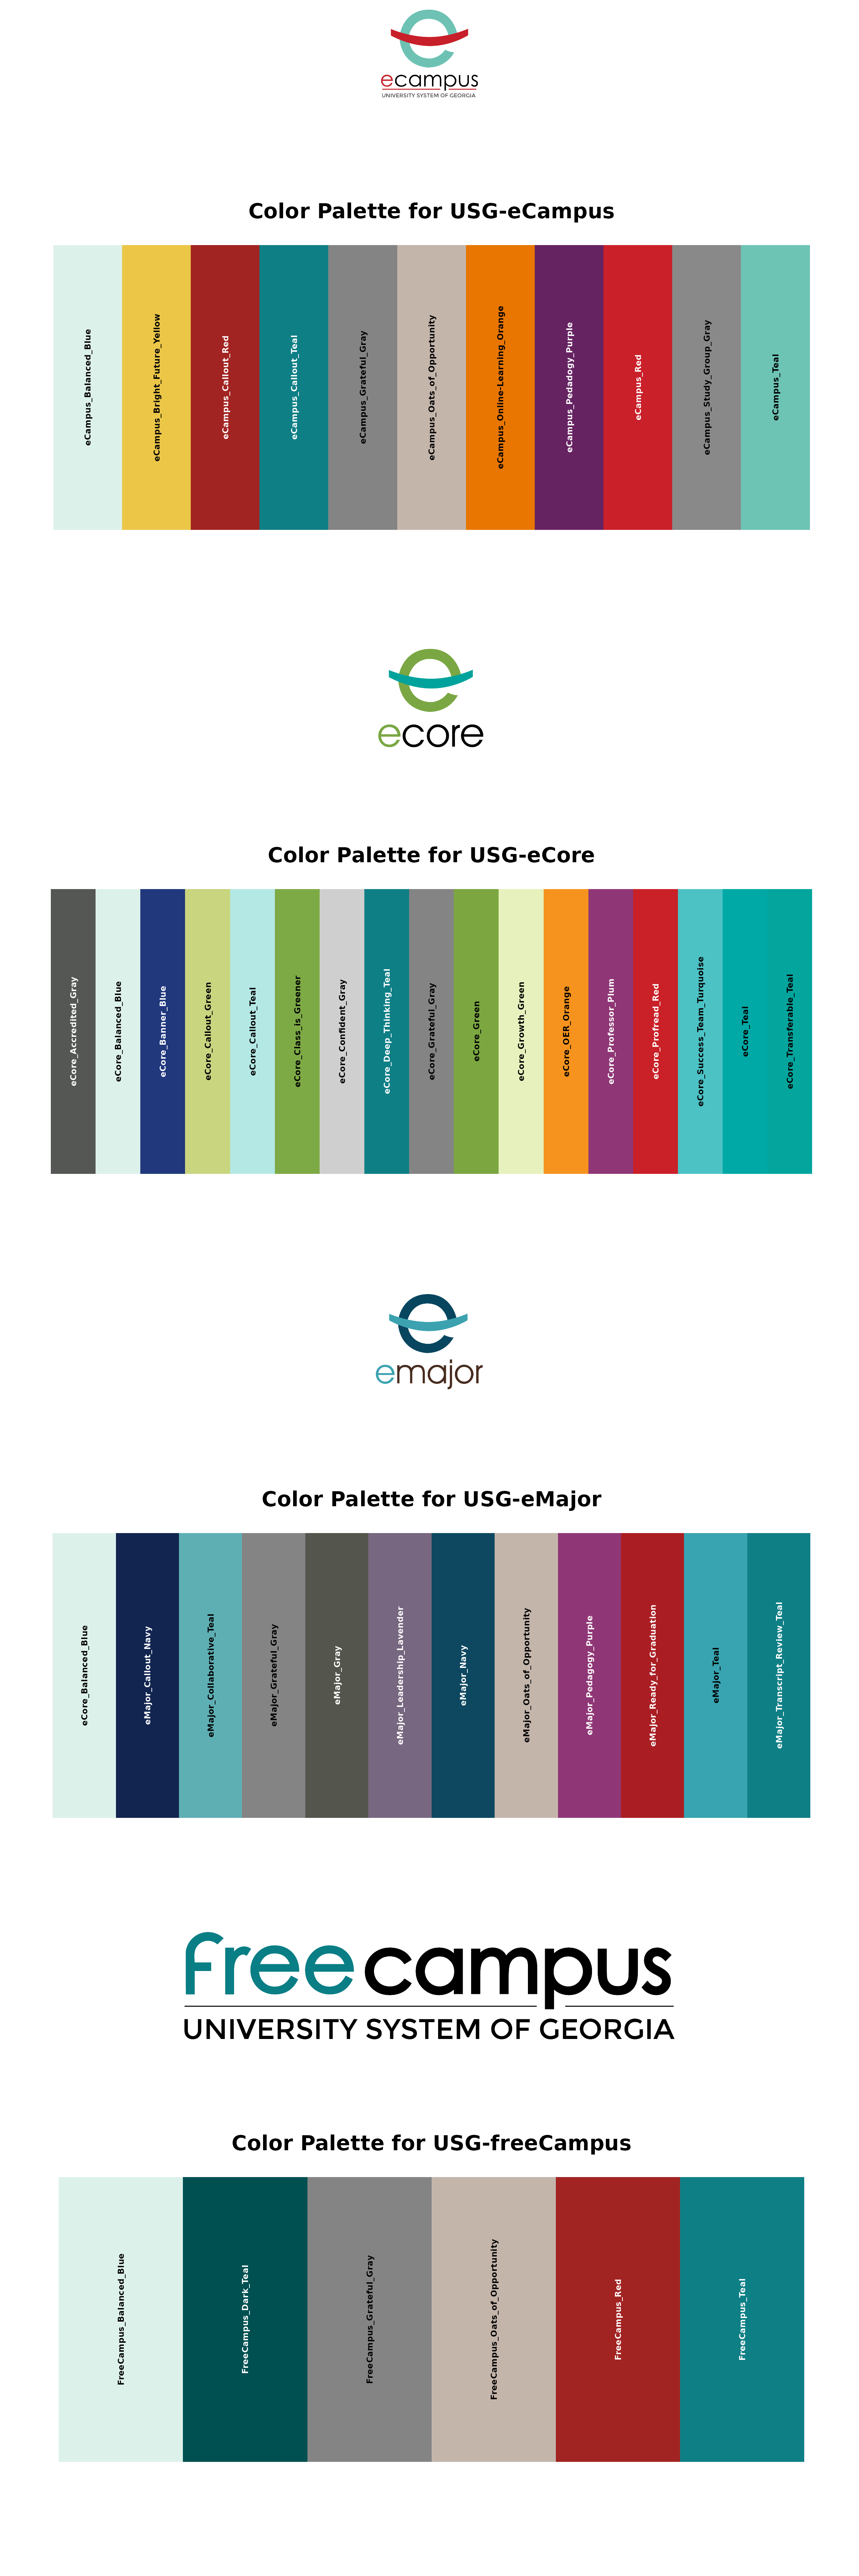 ecampus
UNIVERSITY SYSTEM OF GEORGIA
Color Palette for USG-eCampus
eCampus_Balanced_Blue
eCampus_Bright_Future_Yellow
eCampus_Callout_Red
eCampus_Callout_Teal
eCampus_Grateful_Gray
eCampus_Oats_of_Opportunity
eCampus_Online-Learning_Orange
eCampus_Pedadogy_Purple
eCampus_Red
eCampus_Study_Group_Gray
eCampus_Teal
ecore
Color Palette for USG-eCore
eCore_Accredited_Gray
eCore_Balanced_Blue
eCore_Banner_Blue
eCore_Callout_Green
eCore_Callout_Teal
eCore_Class_is_Greener
eCore_Confident_Gray
eCore_Deep_Thinking_Teal
eCore_Grateful_Gray
eCore_Green
eCore_Growth_Green
eCore_OER_Orange
eCore_Professor_Plum
eCore_Profread_Red
eCore_Success_Team_Turquoise
eCore_Teal
eCore_Transferable_Teal
emajor
Color Palette for USG-eMajor
eCore_Balanced_Blue
eMajor_Callout_Navy
eMajor_Collaborative_Teal
eMajor_Grateful_Gray
eMajor_Gray
eMajor_Leadership_Lavender
eMajor_Navy
eMajor_Oats_of_Opportunity
eMajor_Pedagogy_Purple
eMajor_Ready_for_Graduation
eMajor_Teal
eMajor_Transcript_Review_Teal
freecampus
UNIVERSITY SYSTEM OF GEORGIA
Color Palette for USG-freeCampus
FreeCampus_Balanced_Blue
FreeCampus_Dark_Teal
FreeCampus_Grateful_Gray
FreeCampus_Oats_of_Opportunity
FreeCampus_Red
FreeCampus_Teal